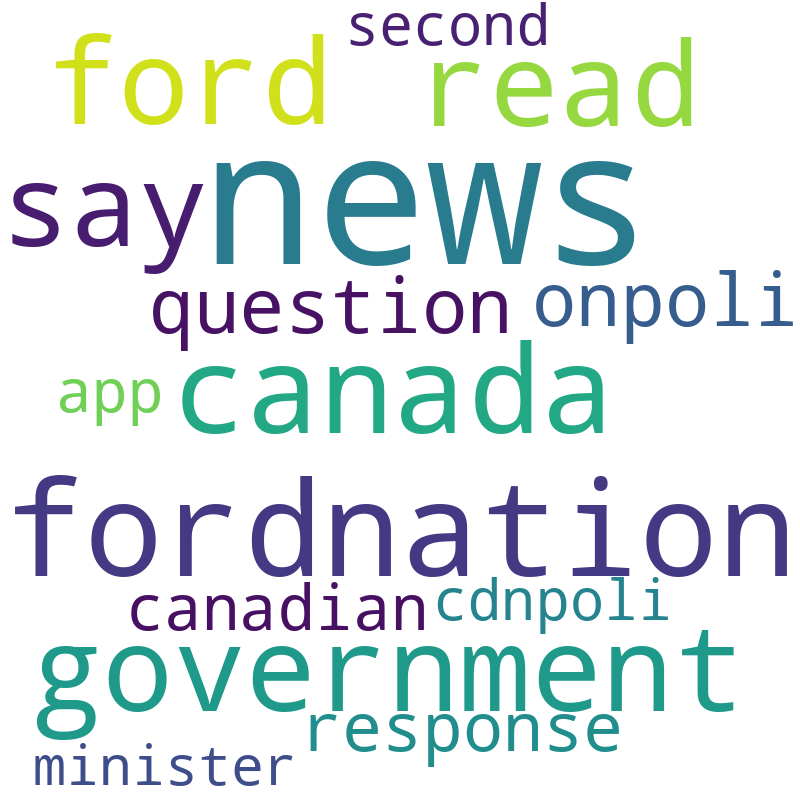 second
ford read
say news
question onpoli
app canada
fordnation
canadian cdnpoli
government
response
minister